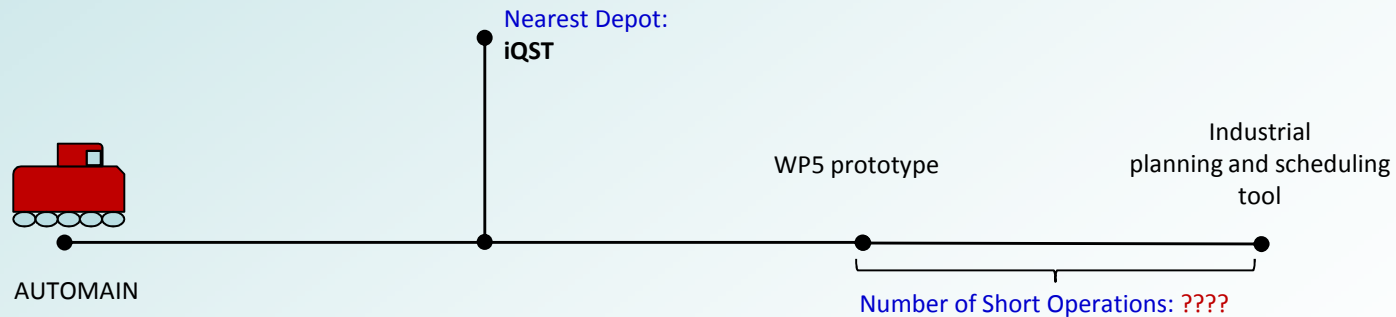 Nearest Depot:
iQST
WP5 prototype
Industrial
planning and scheduling
tool
AUTOMAIN
Number of Short Operations: ????